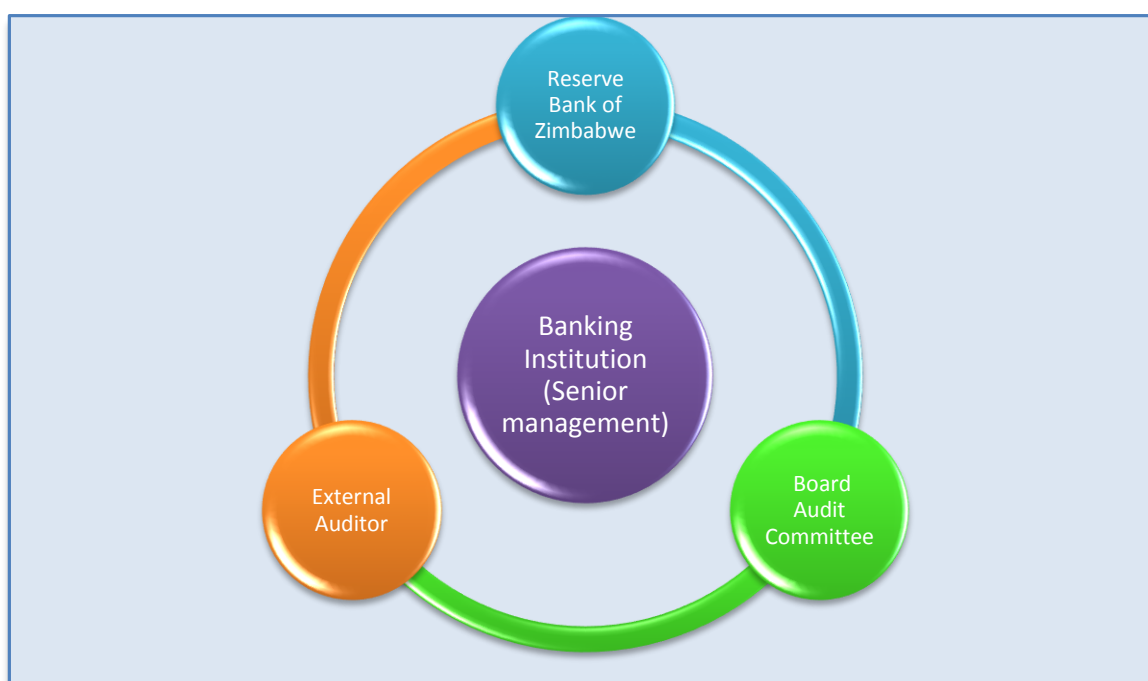 Reserve
Bank of
Zimbabwe
Banking
Institution
(Senior
management)
External
Auditor
Board
Audit
Committee